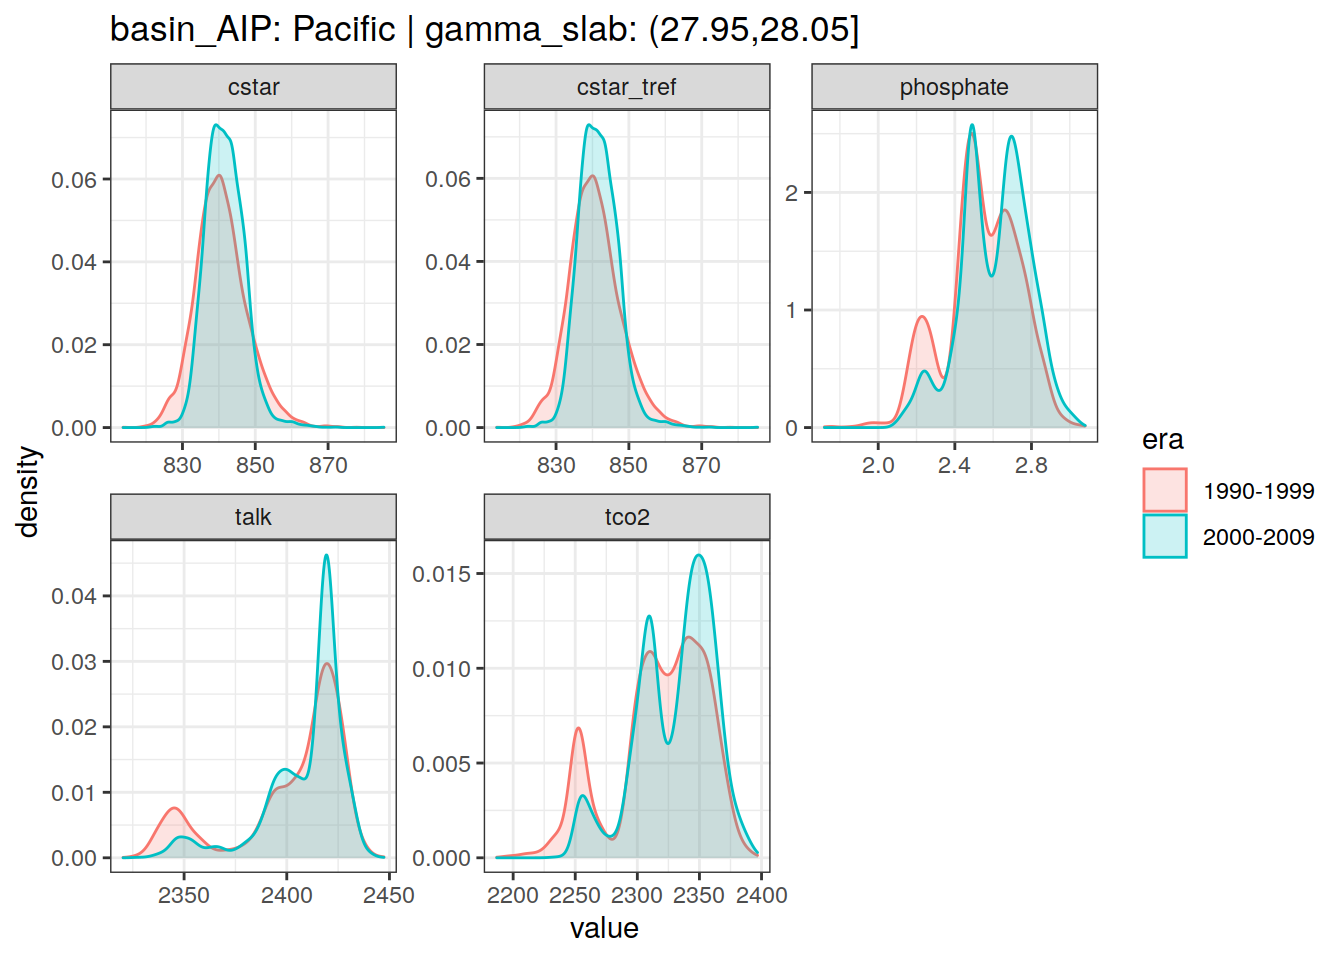 basin_AIP: Pacific | gamma_slab: (27.95,28.05]
cstar
cstar_tref
phosphate
0.06
0.04
0.02
0.00
830 850 870
0.06
0.04
0.02
0.00
830 850 870
2
1
0
2.0 2.4 2.8
density
talk
tco2
0.04
0.03
0.02
0.01
0.00
2350 2400 2450
0.015
0.010
0.005
0.000
2200 2250 2300 2350 2400
value
era
1990-1999
2000-2009